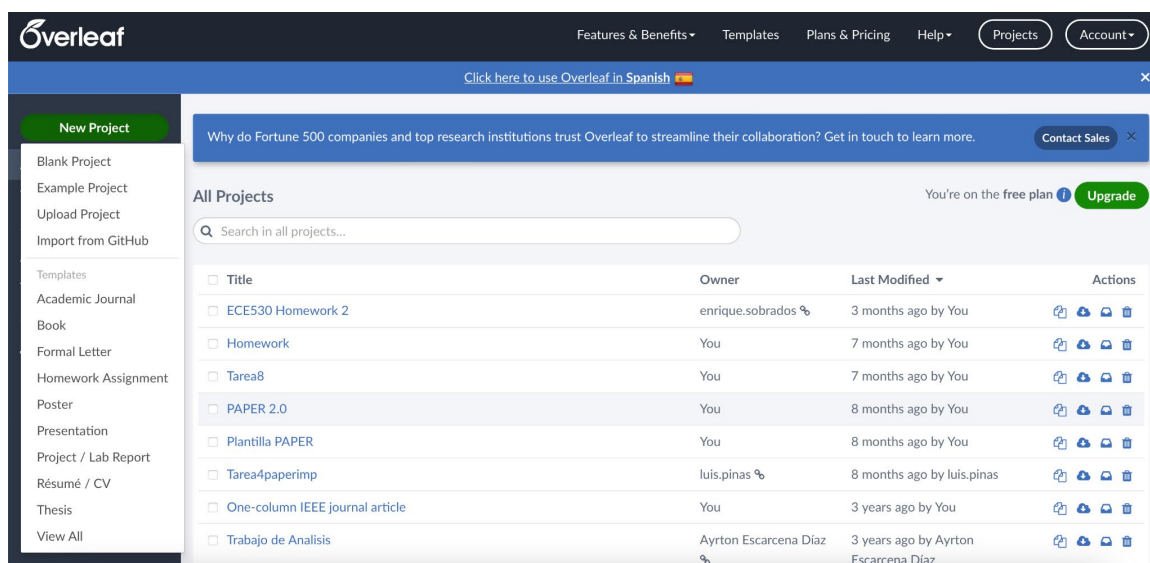 Overleaf
Features & Benefits Templates Plans & Pricing Help Projects Account
Click here to use Overleaf in Spanish ×
New Project
Why do Fortune 500 companies and top research institutions trust Overleaf to streamline their collaboration? Get in touch to learn more. Contact Sales ×
Blank Project
Example Project
Upload Project
Import from GitHub
Templates
Academic Journal
Book
Formal Letter
Homework Assignment
Poster
Presentation
Project / Lab Report
Résumé / CV
Thesis
View All
All Projects
You're on the free plan i Upgrade
Search in all projects...
Title Owner Last Modified Actions
ECE530 Homework 2 enrique.sobrados 3 months ago by You
Homework You 7 months ago by You
Tarea8 You 7 months ago by You
PAPER 2.0 You 8 months ago by You
Plantilla PAPER You 8 months ago by You
Tarea4paperimp luis.pinas 8 months ago by luis.pinas
One-column IEEE journal article You 3 years ago by You
Trabajo de Analisis Ayrton Escarcena Díaz 3 years ago by Ayrton
Escarcena Díaz